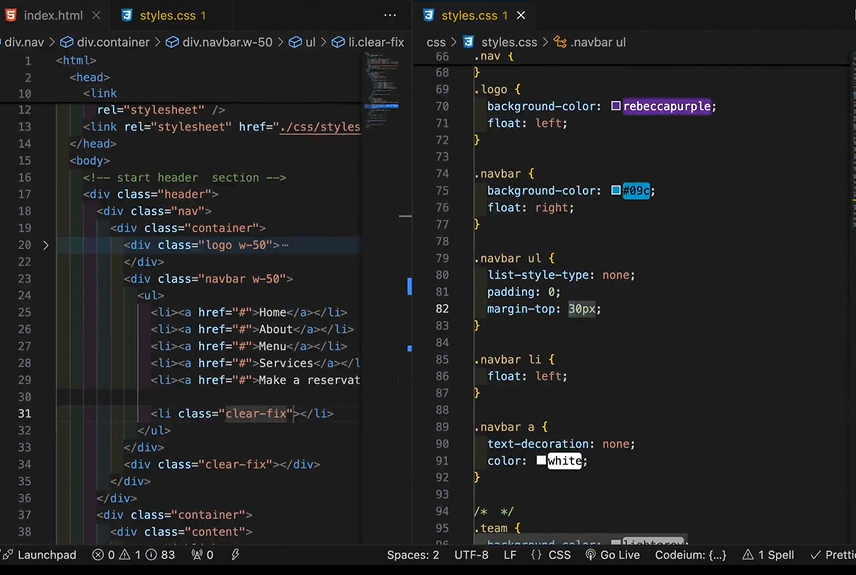 index.html
styles.css 1
styles.css 1
div.nav > div.container > div.navbar.w-50 > ul > li.clear-fix
css > styles.css > .navbar ul
1 <html>
2 <head>
10 <link
12 rel="stylesheet" />
13 <link rel="stylesheet" href="./css/styles
14 </head>
15 <body>
16 <!-- start header  section -->
17 <div class="header">
18 <div class="nav">
19 <div class="container">
20 <div class="logo w-50">⋯
22 </div>
23 <div class="navbar w-50">
24 <ul>
25 <li><a href="#">Home</a></li>
26 <li><a href="#">About</a></li>
27 <li><a href="#">Menu</a></li>
28 <li><a href="#">Services</a></l
29 <li><a href="#">Make a reservat
30
31 <li class="clear-fix"></li>
32 </ul>
33 </div>
34 <div class="clear-fix"></div>
35 </div>
36 </div>
37 <div class="container">
38 <div class="content">
66 .nav {
68 }
69 .logo {
70 background-color: rebeccapurple;
71 float: left;
72 }
73
74 .navbar {
75 background-color: #09c;
76 float: right;
77 }
78
79 .navbar ul {
80 list-style-type: none;
81 padding: 0;
82 margin-top: 30px;
83 }
84
85 .navbar li {
86 float: left;
87 }
88
89 .navbar a {
90 text-decoration: none;
91 color: white;
92 }
93
94 /*  */
95 .team {
96 background-color: lightgray;
Launchpad 0 1 83 0 Spaces: 2 UTF-8 LF {} CSS Go Live Codeium: {...} 1 Spell Prettie